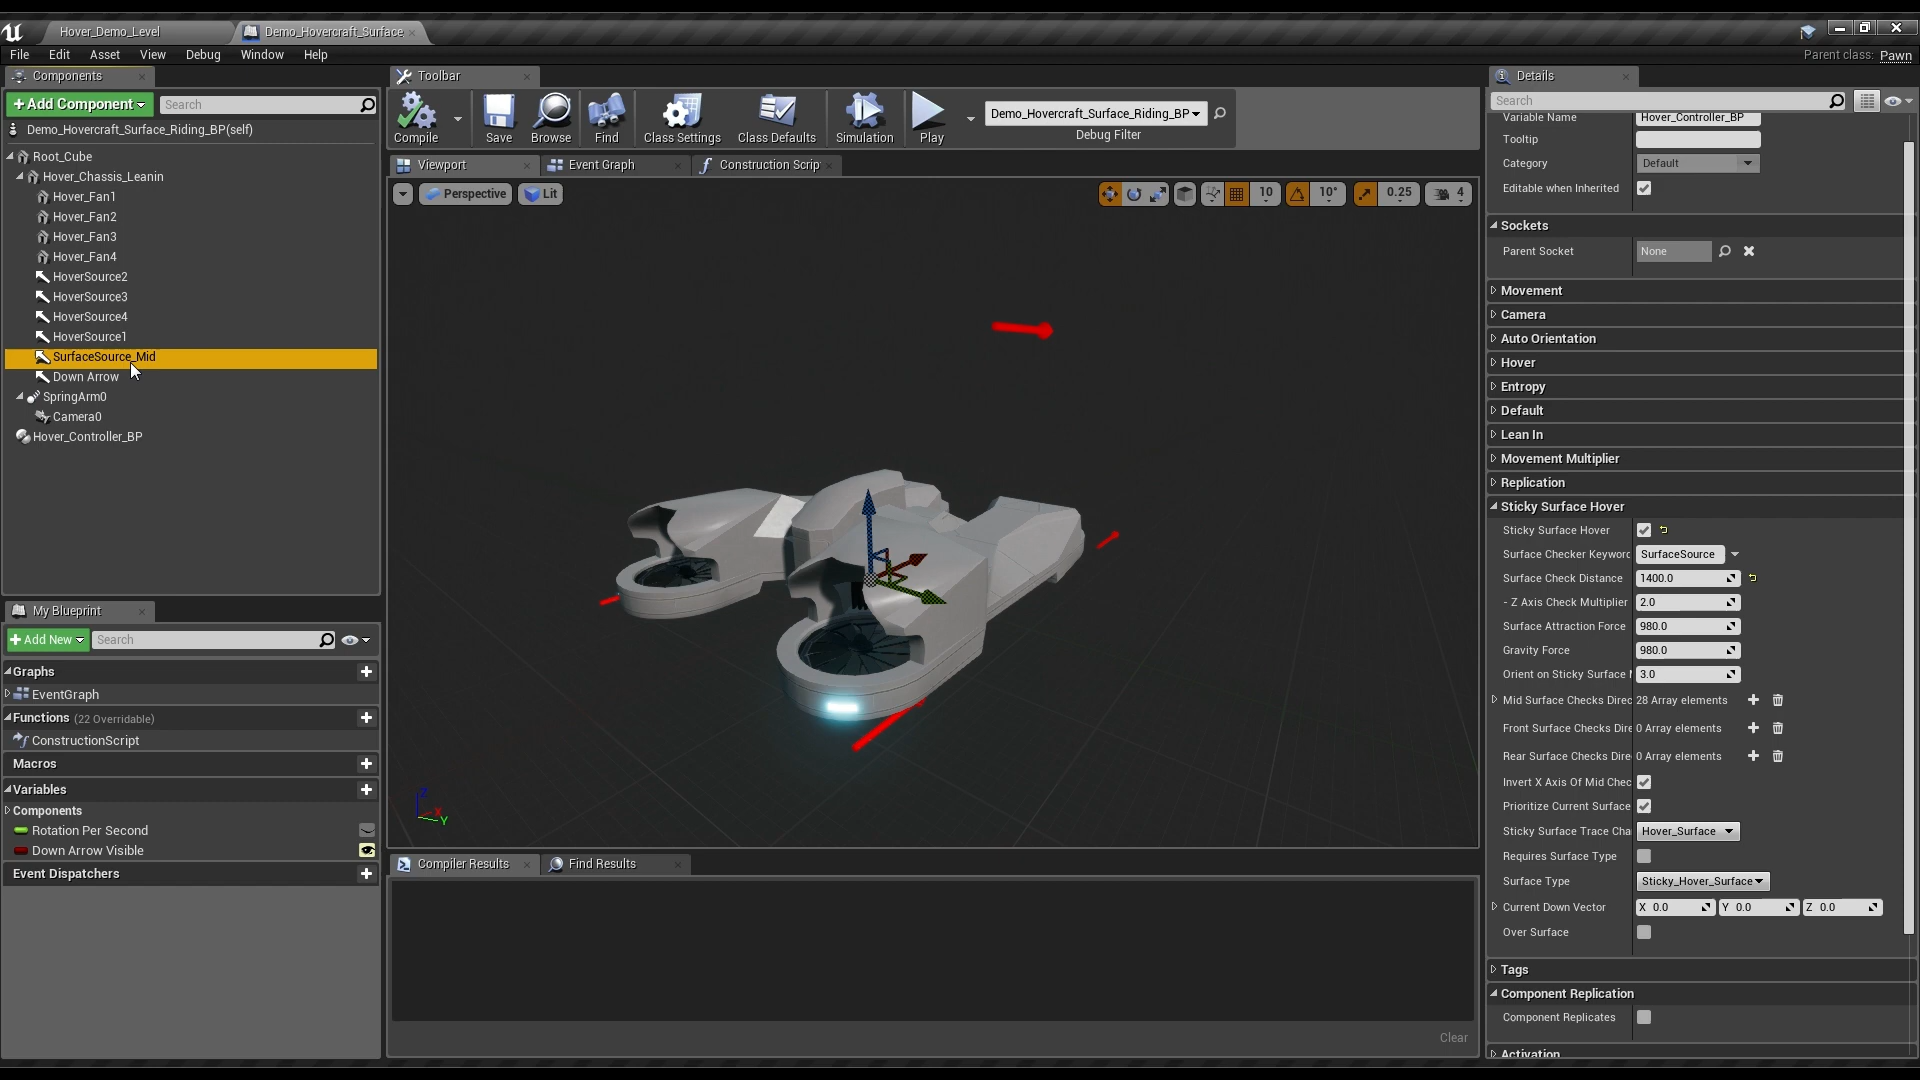 Hover_Demo_Level
Demo_Hovercraft_Surface
File Edit Asset View Debug Window Help
Parent class: Pawn
Components
Add Component
Search
Demo_Hovercraft_Surface_Riding_BP(self)
Root_Cube
Hover_Chassis_Leanin
Hover_Fan1
Hover_Fan2
Hover_Fan3
Hover_Fan4
HoverSource2
HoverSource3
HoverSource4
HoverSource1
SurfaceSource_Mid
Down Arrow
SpringArm0
Camera0
Hover_Controller_BP
My Blueprint
Add New
Search
Graphs
EventGraph
Functions (22 Overridable)
ConstructionScript
Macros
Variables
Components
Rotation Per Second
Down Arrow Visible
Event Dispatchers
Toolbar
Compile
Save
Browse
Find
Class Settings
Class Defaults
Simulation
Play
Demo_Hovercraft_Surface_Riding_BP
Debug Filter
Viewport
Event Graph
Construction Scrip
Perspective
Lit
10
10°
0.25
4
Z
X
Y
Compiler Results
Find Results
Clear
Details
Search
Variable Name Hover_Controller_BP
Tooltip
Category Default
Editable when Inherited
Sockets
Parent Socket None
Movement
Camera
Auto Orientation
Hover
Entropy
Default
Lean In
Movement Multiplier
Replication
Sticky Surface Hover
Sticky Surface Hover
Surface Checker Keyword SurfaceSource
Surface Check Distance 1400.0
- Z Axis Check Multiplier 2.0
Surface Attraction Force 980.0
Gravity Force 980.0
Orient on Sticky Surface 3.0
Mid Surface Checks Direc 28 Array elements
Front Surface Checks Dire 0 Array elements
Rear Surface Checks Dire 0 Array elements
Invert X Axis Of Mid Chec
Prioritize Current Surface
Sticky Surface Trace Cha Hover_Surface
Requires Surface Type
Surface Type Sticky_Hover_Surface
Current Down Vector X 0.0 Y 0.0 Z 0.0
Over Surface
Tags
Component Replication
Component Replicates
Activation